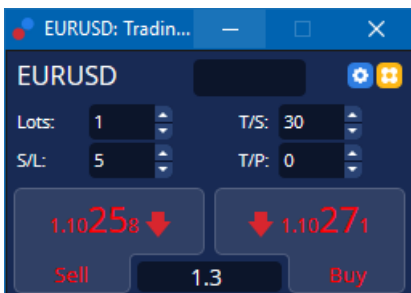 EURUSD: Tradin...
EURUSD
Lots: 1 T/S: 30
S/L: 5 T/P: 0
1.10258 1.10271
Sell 1.3 Buy